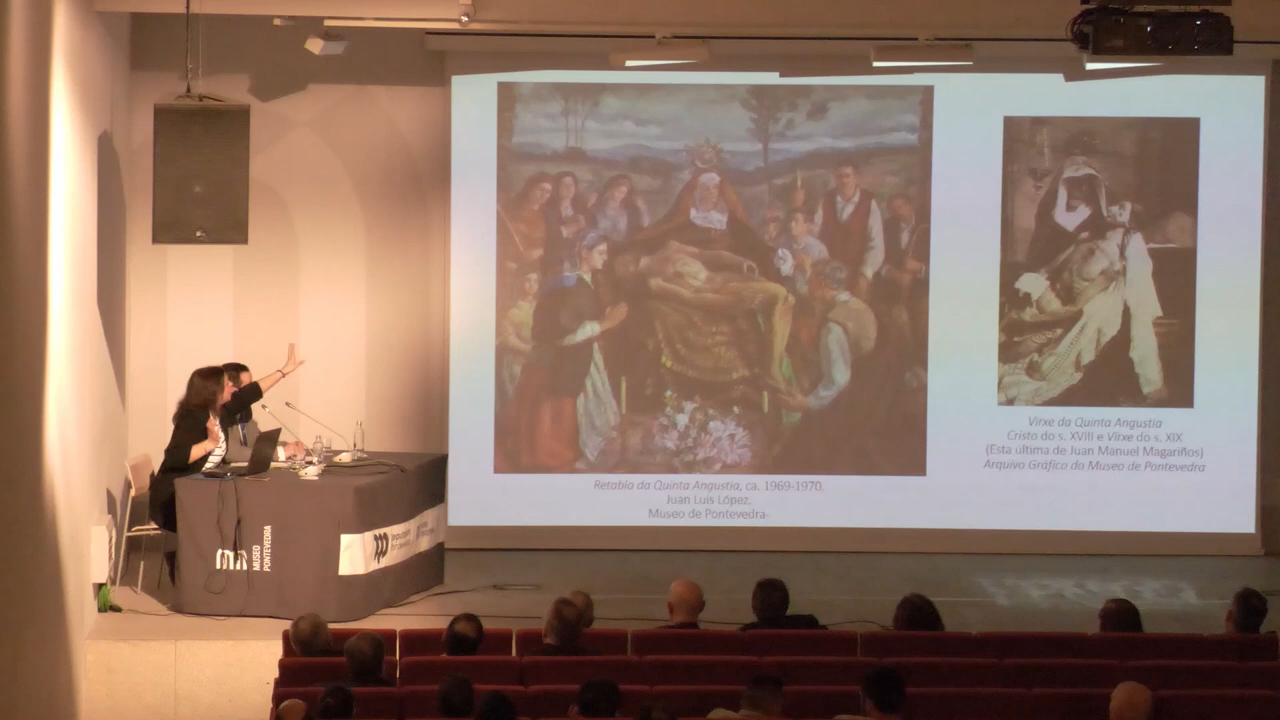 Retablo da Quinta Angustia, ca. 1969-1970.
Juan Luis López.
Museo de Pontevedra-
Virxe da Quinta Angustia
Cristo do s. XVIII e Virxe do s. XIX
(Esta última de Juan Manuel Magariños)
Arquivo Gráfico do Museo de Pontevedra
MUSEO
PONTEVEDRA